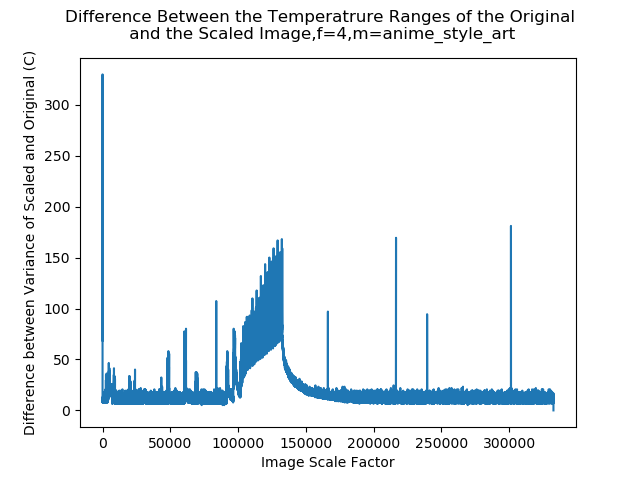 Difference Between the Temperatrure Ranges of the Original
and the Scaled Image,f=4,m=anime_style_art
Difference between Variance of Scaled and Original (C)
300
250
200
150
100
50
0
0 50000 100000 150000 200000 250000 300000
Image Scale Factor